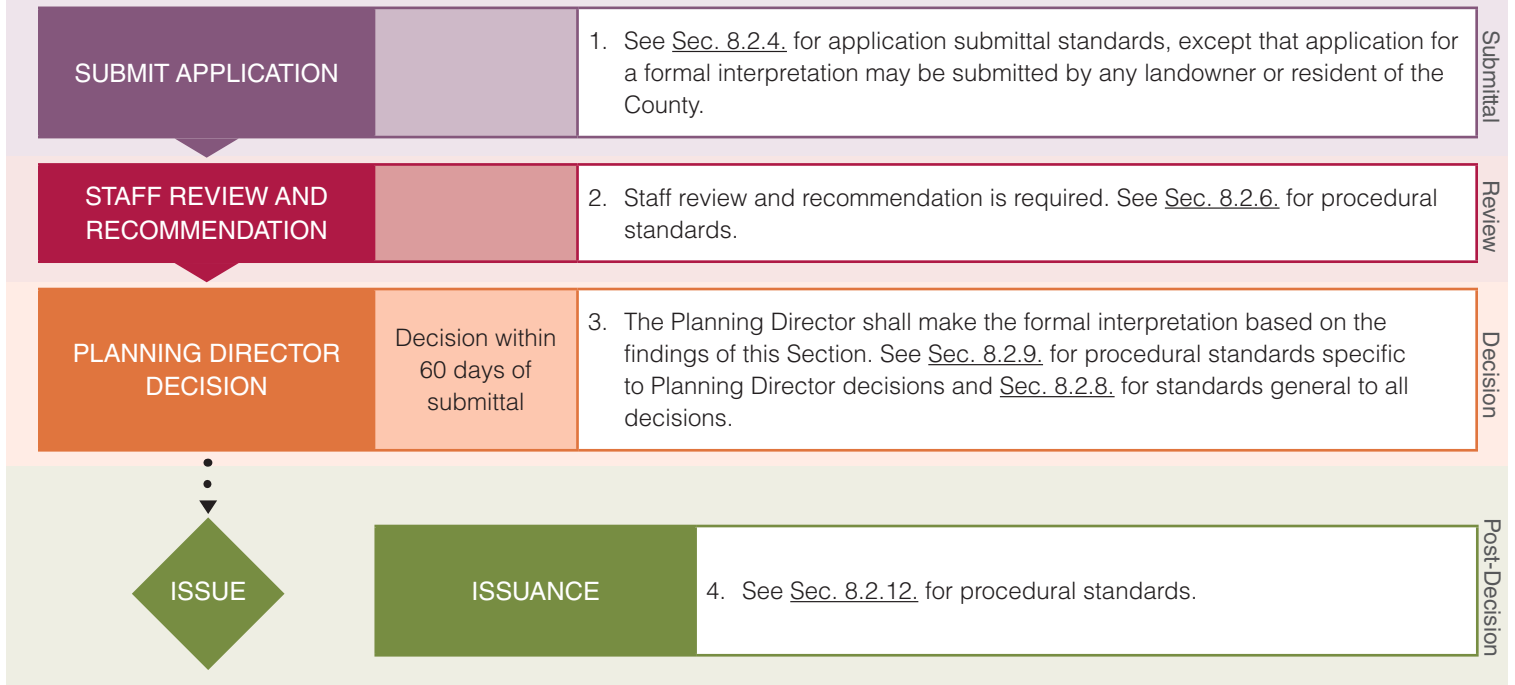 SUBMIT APPLICATION
1. See Sec. 8.2.4. for application submittal standards, except that application for
a formal interpretation may be submitted by any landowner or resident of the
County.
Submittal
STAFF REVIEW AND
RECOMMENDATION
2. Staff review and recommendation is required. See Sec. 8.2.6. for procedural
standards.
Review
PLANNING DIRECTOR
DECISION
Decision within
60 days of
submittal
3. The Planning Director shall make the formal interpretation based on the
findings of this Section. See Sec. 8.2.9. for procedural standards specific
to Planning Director decisions and Sec. 8.2.8. for standards general to all
decisions.
Decision
ISSUE
ISSUANCE
4. See Sec. 8.2.12. for procedural standards.
Post-Decision